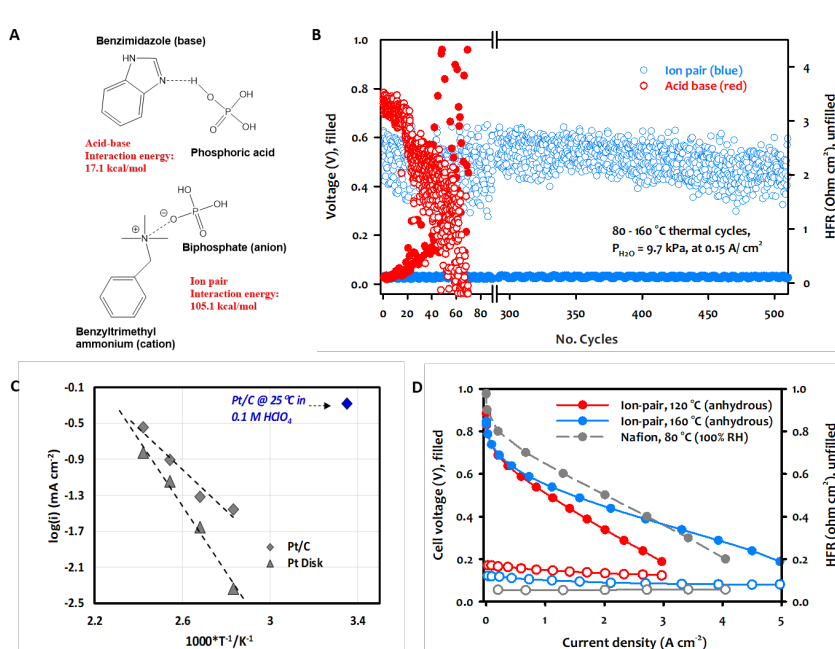 A
Benzimidazole (base)
HN
N
H
O
OH
P
O
OH
Acid-base
Interaction energy:
17.1 kcal/mol
Phosphoric acid
O
OH
P
OH
O
N
Biphosphate (anion)
Ion pair
Interaction energy:
105.1 kcal/mol
Benzyltrimethyl
ammonium (cation)
B
1.0
0.8
0.6
0.4
0.2
0.0
Voltage (V), filled
4
3
2
1
0
HFR (Ohm cm²), unfilled
Ion pair (blue)
Acid base (red)
80 - 160 °C thermal cycles,
P_H2O = 9.7 kPa, at 0.15 A/ cm²
0 20 40 60 80 300 350 400 450 500
No. Cycles
C
-0.1
-0.5
-0.9
-1.3
-1.7
-2.1
-2.5
log(i) (mA cm⁻²)
Pt/C @ 25 °C in
0.1 M HClO₄
Pt/C
Pt Disk
2.2 2.6 3 3.4
1000*T⁻¹/K⁻¹
D
1.0
0.8
0.6
0.4
0.2
0.0
Cell voltage (V), filled
1.0
0.8
0.6
0.4
0.2
0.0
HFR (ohm cm²), unfilled
Ion-pair, 120 °C (anhydrous)
Ion-pair, 160 °C (anhydrous)
Nafion, 80 °C (100% RH)
0 1 2 3 4 5
Current density (A cm⁻²)